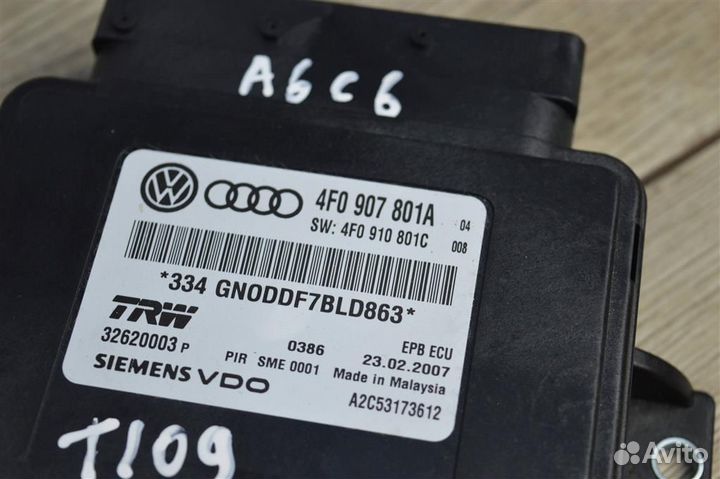 A6C6
4F0 907 801A 04
SW: 4F0 910 801C 008
*334 GNODDF7BLD863*
TRW
32620003 P
0386 EPB ECU
PIR SME 0001 23.02.2007
SIEMENS VDO Made in Malaysia
A2C53173612
T109
Avito